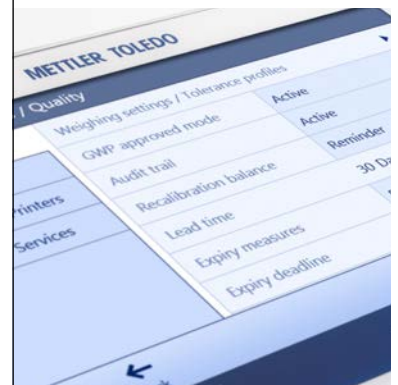 METTLER TOLEDO
/ Quality
Weighing settings / Tolerance profiles
GWP approved mode Active
Audit trail Active
Recalibration balance Reminder
Lead time 30 Da
Expiry measures
Expiry deadline
Printers
Services